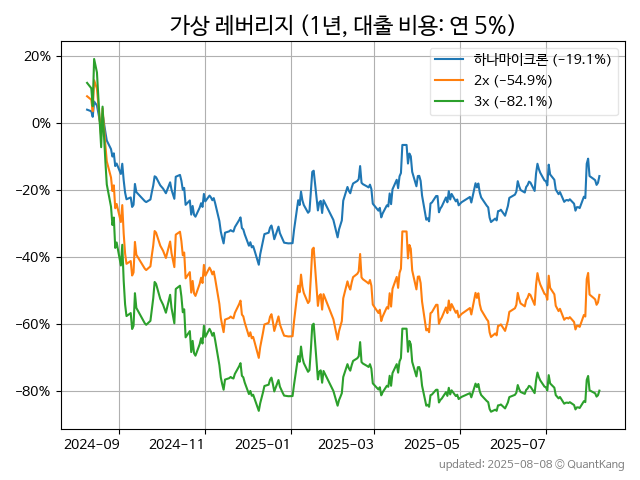 가상 레버리지 (1년, 대출 비용: 연 5%)
하나마이크론 (−19.1%)
2x (−54.9%)
3x (−82.1%)
20%
0%
−20%
−40%
−60%
−80%
2024-09 2024-11 2025-01 2025-03 2025-05 2025-07
updated: 2025-08-08 © QuantKang